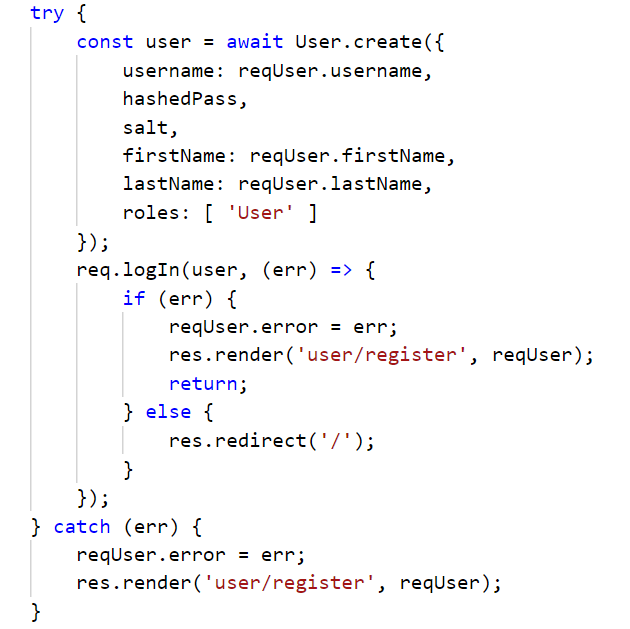 try {
    const user = await User.create({
        username: reqUser.username,
        hashedPass,
        salt,
        firstName: reqUser.firstName,
        lastName: reqUser.lastName,
        roles: [ 'User' ]
    });
    req.logIn(user, (err) => {
        if (err) {
            reqUser.error = err;
            res.render('user/register', reqUser);
            return;
        } else {
            res.redirect('/');
        }
    });
} catch (err) {
    reqUser.error = err;
    res.render('user/register', reqUser);
}